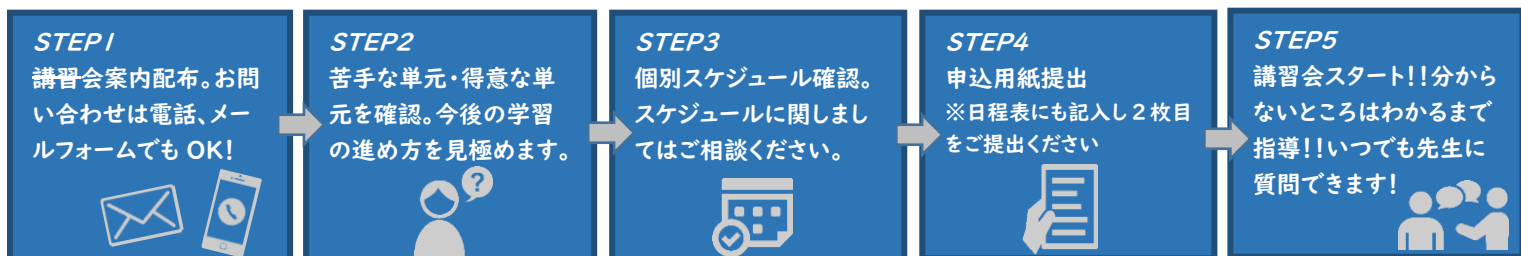 STEP1
講習会案内配布。お問
い合わせは電話、メー
ルフォームでも OK!
STEP2
苦手な単元・得意な単
元を確認。今後の学習
の進め方を見極めます。
STEP3
個別スケジュール確認。
スケジュールに関しまし
てはご相談ください。
STEP4
申込用紙提出
※日程表にも記入し2枚目
をご提出ください
STEP5
講習会スタート!!分から
ないところはわかるまで
指導!!いつでも先生に
質問できます!
?